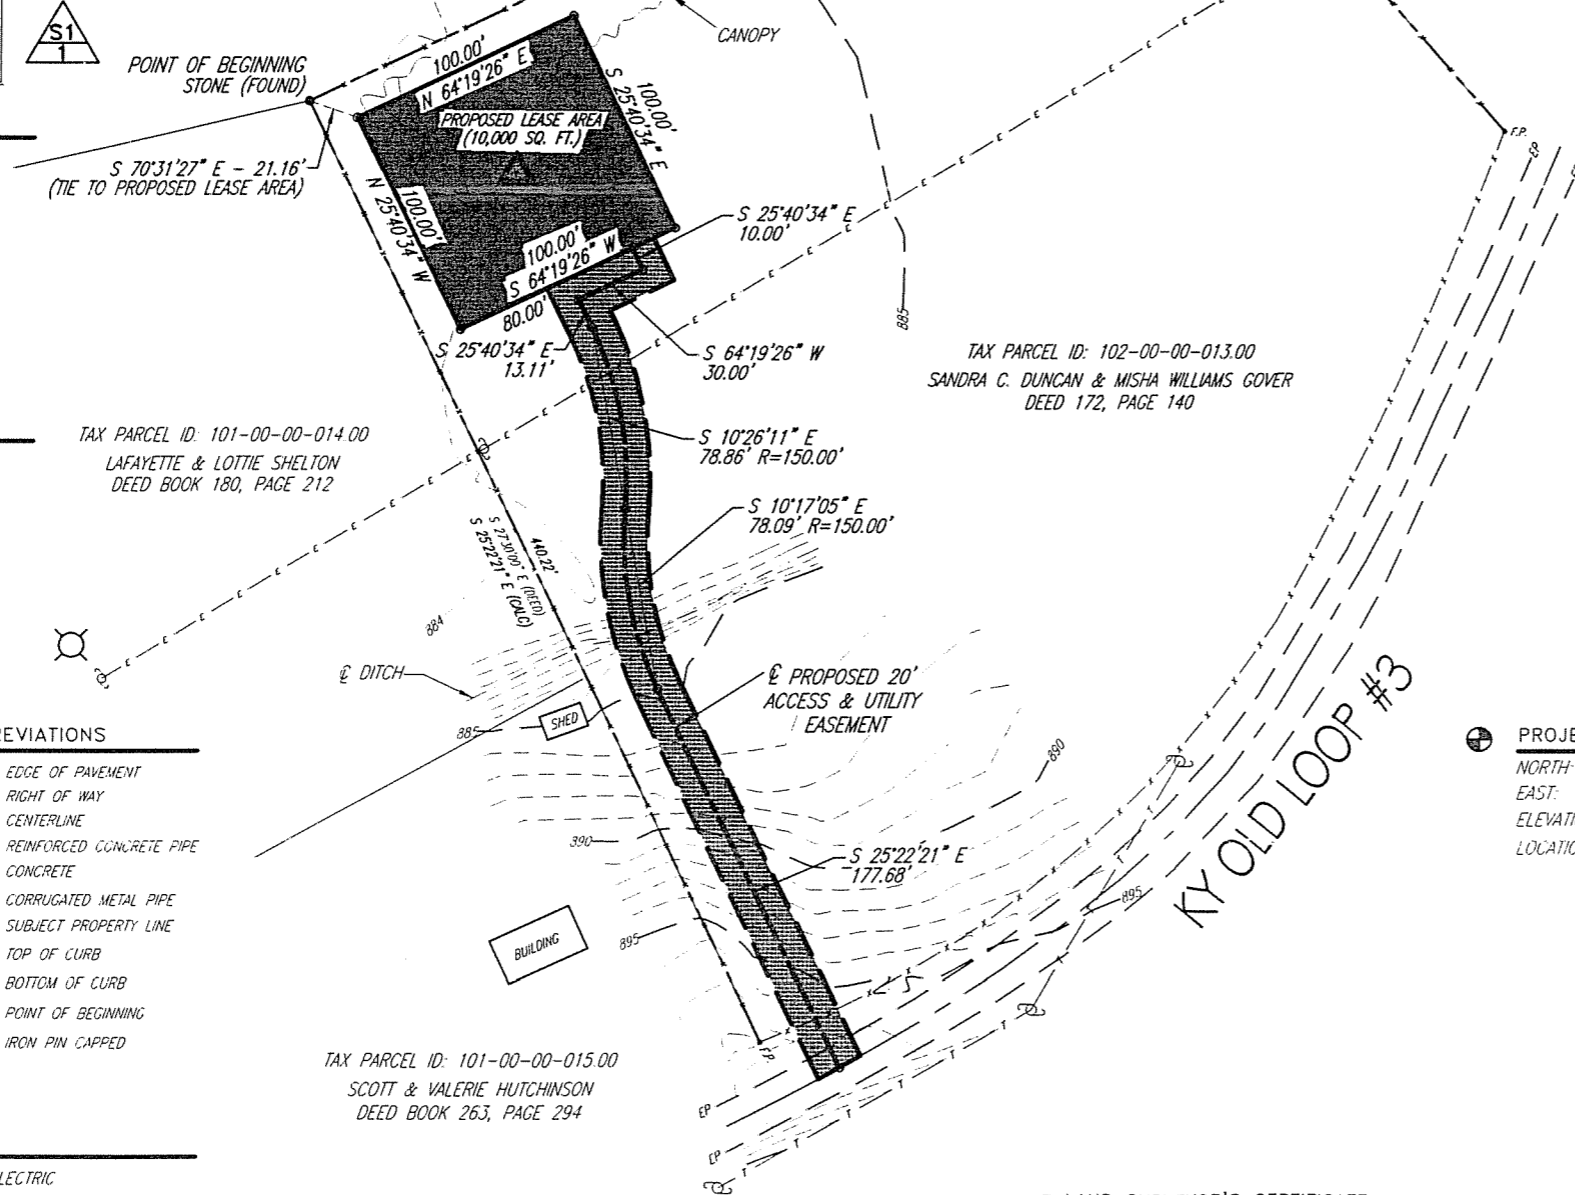 S1
1
POINT OF BEGINNING
STONE (FOUND)
S 70°31'27" E - 21.16'
(TIE TO PROPOSED LEASE AREA)
100.00'
N 64°19'26" E
CANOPY
PROPOSED LEASE AREA
(10,000 SQ. FT.)
100.00'
S 25°40'34" E
100.00'
N 25°40'34" W
100.00'
S 64°19'26" W
80.00'
S 25°40'34" E
10.00'
S 25°40'34" E
13.11'
S 64°19'26" W
30.00'
885
F.P.
EP
TAX PARCEL ID: 102-00-00-013.00
SANDRA C. DUNCAN & MISHA WILLIAMS GOVER
DEED 172, PAGE 140
TAX PARCEL ID: 101-00-00-014.00
LAFAYETTE & LOTTIE SHELTON
DEED BOOK 180, PAGE 212
S 10°26'11" E
78.86' R=150.00'
S 10°17'05" E
78.09' R=150.00'
440.22'
S 27°30'00" E (DEED)
S 25°22'21" E (CALC)
884
℄ DITCH
SHED
885
℄ PROPOSED 20'
ACCESS & UTILITY
EASEMENT
890
KY OLD LOOP #3
390
S 25°22'21" E
177.68'
895
BUILDING
895
F.P.
EP
EP
TAX PARCEL ID: 101-00-00-015.00
SCOTT & VALERIE HUTCHINSON
DEED BOOK 263, PAGE 294
REVIATIONS
EDGE OF PAVEMENT
RIGHT OF WAY
CENTERLINE
REINFORCED CONCRETE PIPE
CONCRETE
CORRUGATED METAL PIPE
SUBJECT PROPERTY LINE
TOP OF CURB
BOTTOM OF CURB
POINT OF BEGINNING
IRON PIN CAPPED
LECTRIC
PROJE
NORTH
EAST:
ELEVATI
LOCATIO